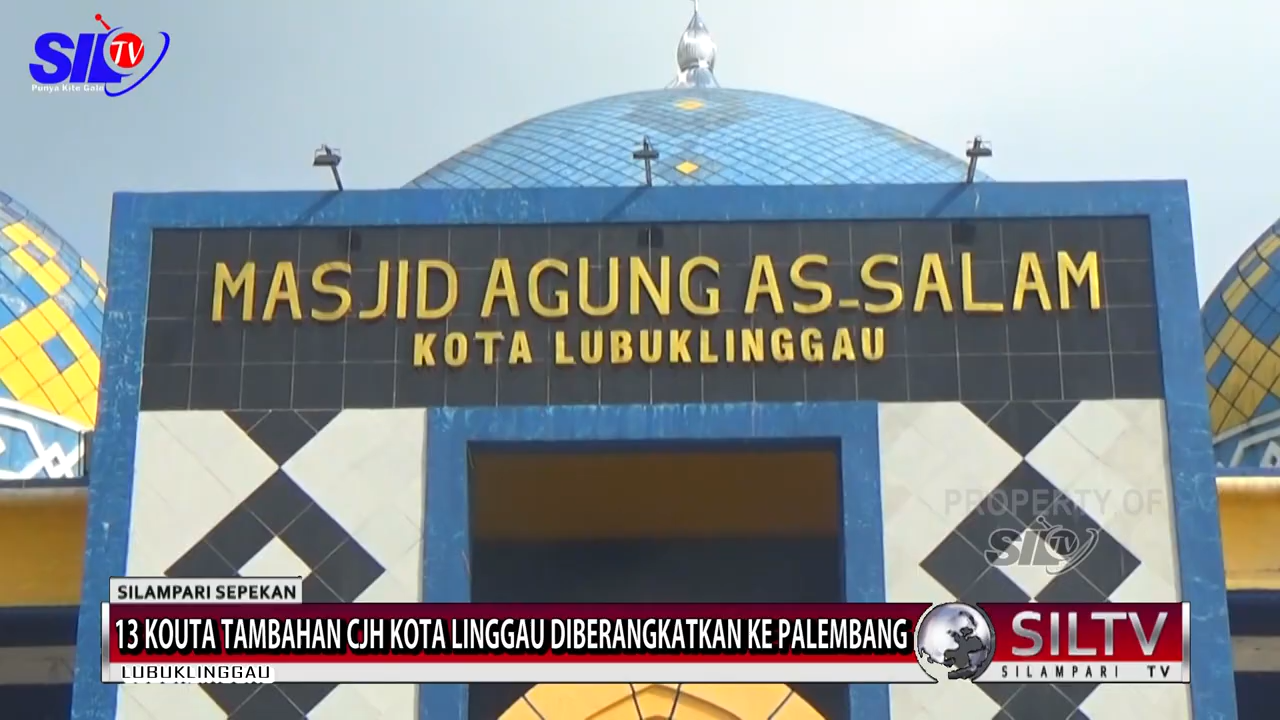 SIL TV
Punya Kite Gala
MASJID AGUNG AS-SALAM
KOTA LUBUKLINGGAU
PROPERTY OF
SIL TV
SILAMPARI SEPEKAN
13 KOUTA TAMBAHAN CJH KOTA LINGGAU DIBERANGKATKAN KE PALEMBANG
SILTV
SILAMPARI TV
LUBUKLINGGAU